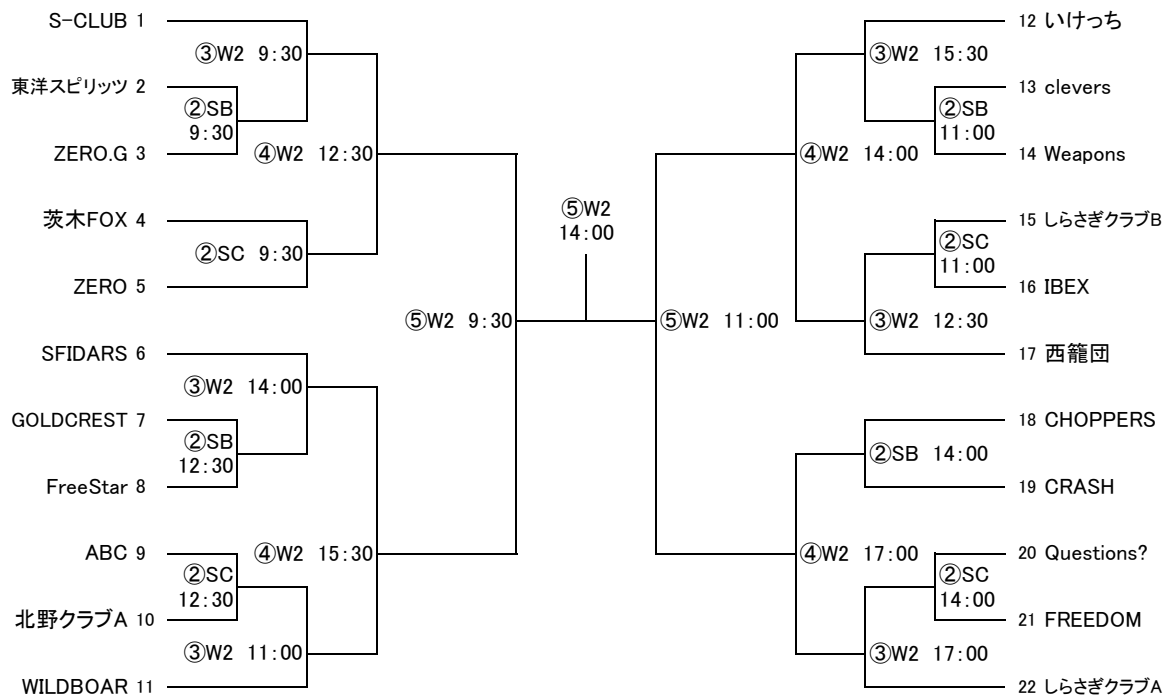 S-CLUB 1
③W2 9:30
東洋スピリッツ 2
②SB
9:30
ZERO.G 3
④W2 12:30
茨木FOX 4
②SC 9:30
ZERO 5
⑤W2 9:30
SFIDARS 6
③W2 14:00
GOLDCREST 7
②SB
12:30
FreeStar 8
ABC 9
④W2 15:30
②SC
12:30
北野クラブA 10
③W2 11:00
WILDBOAR 11
⑤W2
14:00
12 いけっち
③W2 15:30
13 clevers
②SB
11:00
④W2 14:00
14 Weapons
15 しらさぎクラブB
②SC
11:00
16 IBEX
⑤W2 11:00
③W2 12:30
17 西籠団
18 CHOPPERS
②SB 14:00
19 CRASH
④W2 17:00
20 Questions?
②SC
14:00
21 FREEDOM
③W2 17:00
22 しらさぎクラブA